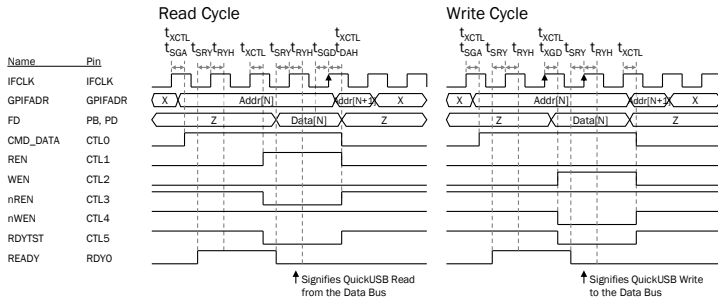 Read Cycle
Write Cycle
tXCTL tXCTL
tSGA tSRY tRYH tXCTL tSRY tRYH tSGD tDAH
tXCTL tXCTL
tSGA tSRY tRYH tXGD tSRY tRYH tXCTL
Name Pin
IFCLK IFCLK
GPIFADR GPIFADR X Addr[N] Addr[N+1] X X Addr[N] Addr[N+1] X
FD PB, PD Z Data[N] Z Z Data[N] Z
CMD_DATA CTL0
REN CTL1
WEN CTL2
nREN CTL3
nWEN CTL4
RDYTST CTL5
READY RDY0
Signifies QuickUSB Read
from the Data Bus
Signifies QuickUSB Write
to the Data Bus